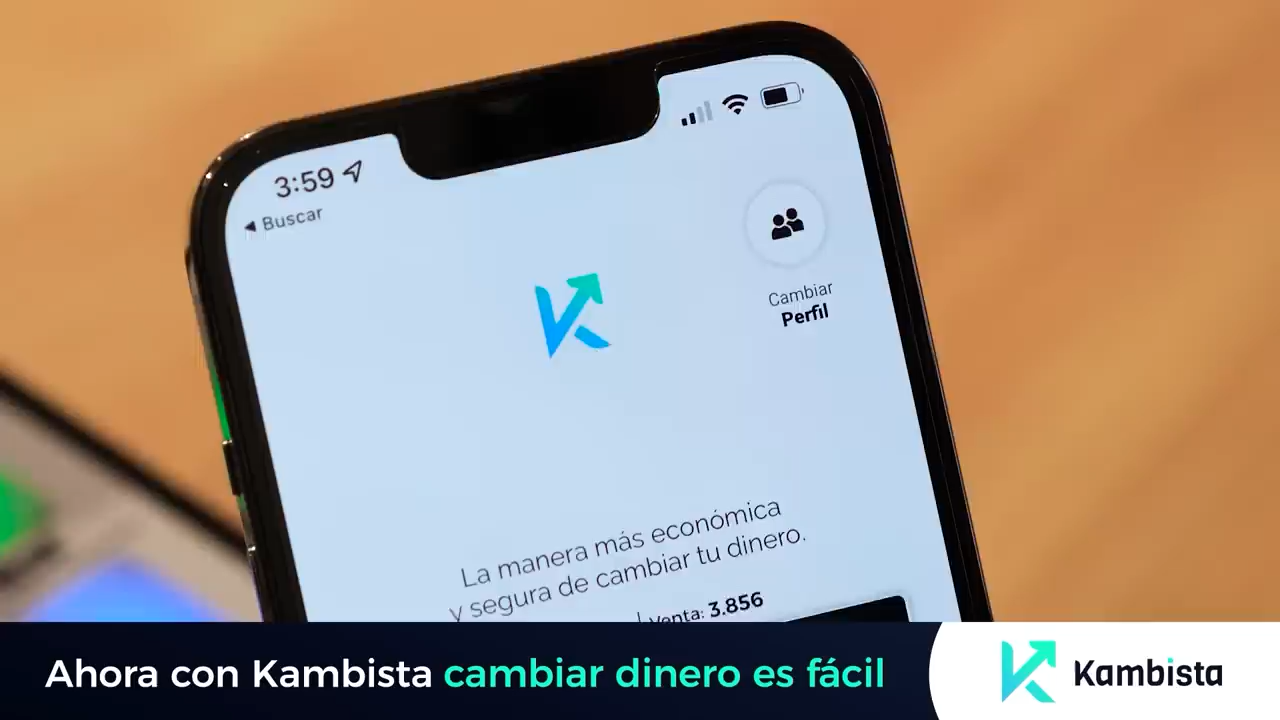 3:59
◀ Buscar
Cambiar
Perfil
La manera más económica
y segura de cambiar tu dinero.
Venta: 3.856
Ahora con Kambista cambiar dinero es fácil
Kambista